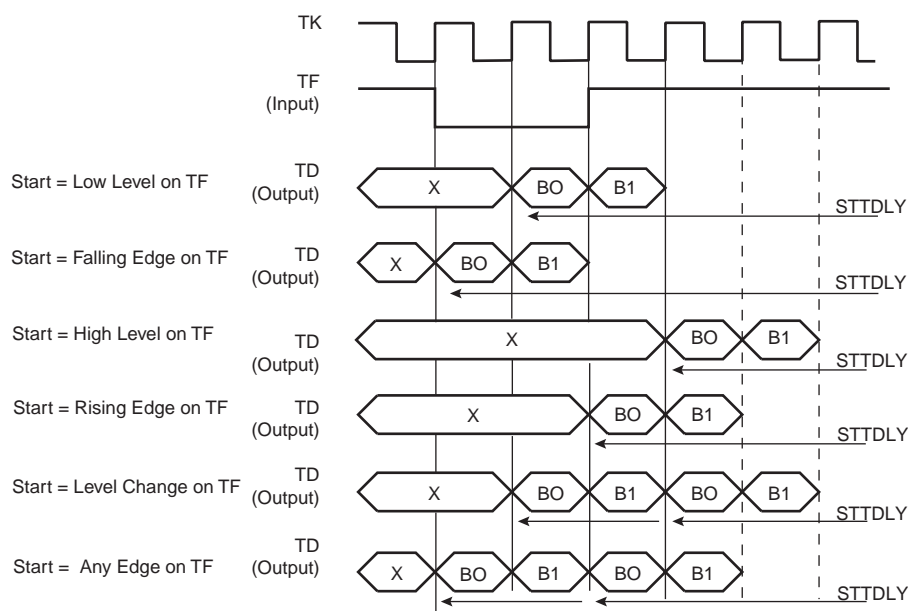 TK
TF
(Input)
Start = Low Level on TF
TD
(Output)
X
BO
B1
STTDLY
Start = Falling Edge on TF
TD
(Output)
X
BO
B1
STTDLY
Start = High Level on TF
TD
(Output)
X
BO
B1
STTDLY
Start = Rising Edge on TF
TD
(Output)
X
BO
B1
STTDLY
Start = Level Change on TF
TD
(Output)
X
BO
B1
BO
B1
STTDLY
Start = Any Edge on TF
TD
(Output)
X
BO
B1
BO
B1
STTDLY